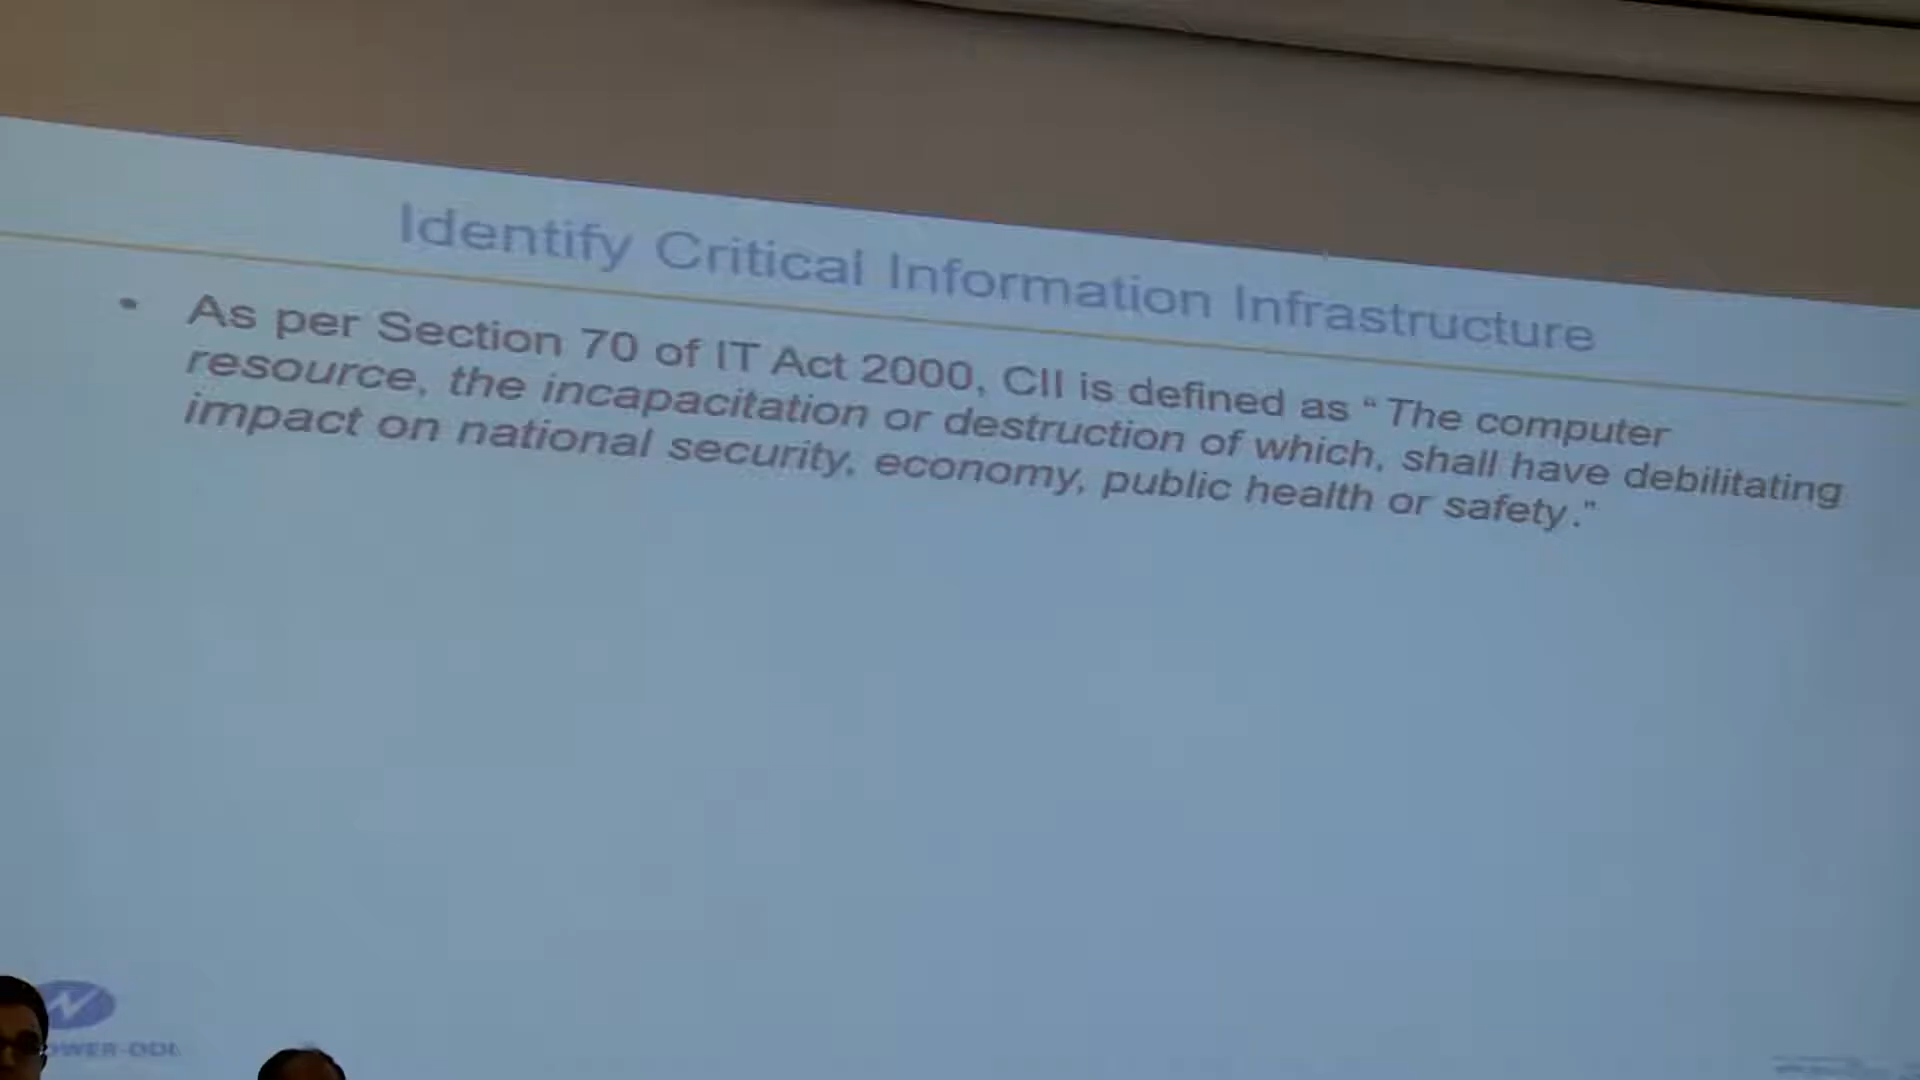 Identify Critical Information Infrastructure
• As per Section 70 of IT Act 2000, CII is defined as “The computer
resource, the incapacitation or destruction of which, shall have debilitating
impact on national security, economy, public health or safety.”